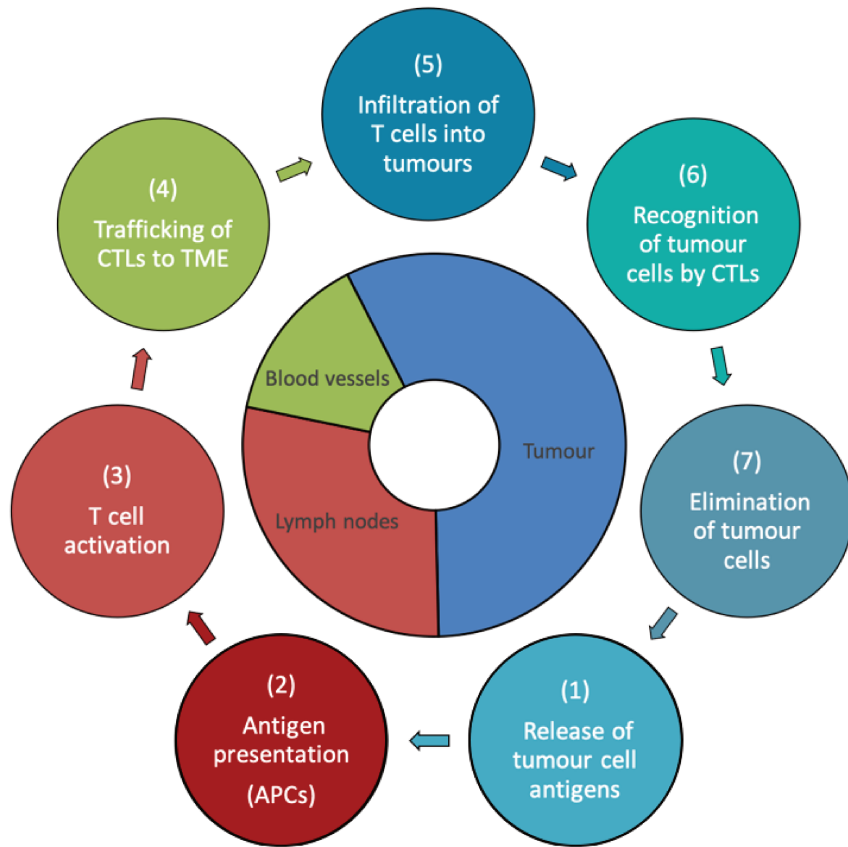 (5)
Infiltration of
T cells into
tumours
(4)
Trafficking of
CTLs to TME
(6)
Recognition
of tumour
cells by CTLs
Blood vessels
Tumour
Lymph nodes
(3)
T cell
activation
(7)
Elimination
of tumour
cells
(2)
Antigen
presentation
(APCs)
(1)
Release of
tumour cell
antigens